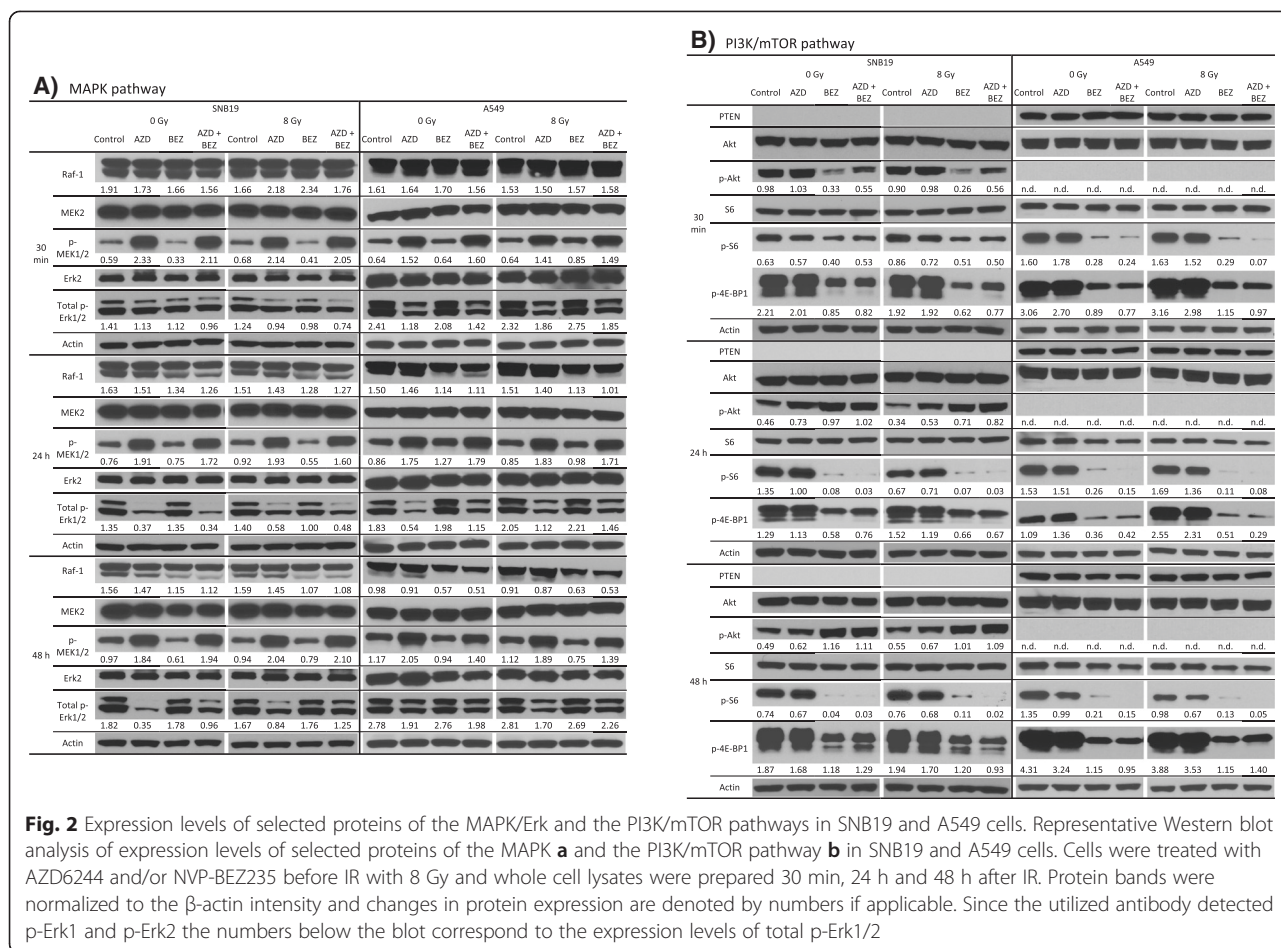 A) MAPK pathway
SNB19 A549
0 Gy 8 Gy 0 Gy 8 Gy
Control AZD BEZ AZD + BEZ Control AZD BEZ AZD + BEZ Control AZD BEZ AZD + BEZ Control AZD BEZ AZD + BEZ
30 min
Raf-1
1.91 1.73 1.66 1.56 1.66 2.18 2.34 1.76 1.61 1.64 1.70 1.56 1.53 1.50 1.57 1.58
MEK2
p-MEK1/2
0.59 2.33 0.33 2.11 0.68 2.14 0.41 2.05 0.64 1.52 0.64 1.60 0.64 1.41 0.85 1.49
Erk2
Total p-Erk1/2
1.41 1.13 1.12 0.96 1.24 0.94 0.98 0.74 2.41 1.18 2.08 1.42 2.32 1.86 2.75 1.85
Actin
24 h
Raf-1
1.63 1.51 1.34 1.26 1.51 1.43 1.28 1.27 1.50 1.46 1.14 1.11 1.51 1.40 1.13 1.01
MEK2
p-MEK1/2
0.76 1.91 0.75 1.72 0.92 1.93 0.55 1.60 0.86 1.75 1.27 1.79 0.85 1.83 0.98 1.71
Erk2
Total p-Erk1/2
1.35 0.37 1.35 0.34 1.40 0.58 1.00 0.48 1.83 0.54 1.98 1.15 2.05 1.12 2.21 1.46
Actin
48 h
Raf-1
1.56 1.47 1.15 1.12 1.59 1.45 1.07 1.08 0.98 0.91 0.57 0.51 0.91 0.87 0.63 0.53
MEK2
p-MEK1/2
0.97 1.84 0.61 1.94 0.94 2.04 0.79 2.10 1.17 2.05 0.94 1.40 1.12 1.89 0.75 1.39
Erk2
Total p-Erk1/2
1.82 0.35 1.78 0.96 1.67 0.84 1.76 1.25 2.78 1.91 2.76 1.98 2.81 1.70 2.69 2.26
Actin
B) PI3K/mTOR pathway
SNB19 A549
0 Gy 8 Gy 0 Gy 8 Gy
Control AZD BEZ AZD + BEZ Control AZD BEZ AZD + BEZ Control AZD BEZ AZD + BEZ Control AZD BEZ AZD + BEZ
30 min
PTEN
Akt
p-Akt
0.98 1.03 0.33 0.55 0.90 0.98 0.26 0.56 n.d. n.d. n.d. n.d. n.d. n.d. n.d. n.d.
S6
p-S6
0.63 0.57 0.40 0.53 0.86 0.72 0.51 0.50 1.60 1.78 0.28 0.24 1.63 1.52 0.29 0.07
p-4E-BP1
2.21 2.01 0.85 0.82 1.92 1.92 0.62 0.77 3.06 2.70 0.89 0.77 3.16 2.98 1.15 0.97
Actin
24 h
PTEN
Akt
p-Akt
0.46 0.73 0.97 1.02 0.34 0.53 0.71 0.82 n.d. n.d. n.d. n.d. n.d. n.d. n.d. n.d.
S6
p-S6
1.35 1.00 0.08 0.03 0.67 0.71 0.07 0.03 1.53 1.51 0.26 0.15 1.69 1.36 0.11 0.08
p-4E-BP1
1.29 1.13 0.58 0.76 1.52 1.19 0.66 0.67 1.09 1.36 0.36 0.42 2.55 2.31 0.51 0.29
Actin
48 h
PTEN
Akt
p-Akt
0.49 0.62 1.16 1.11 0.55 0.67 1.01 1.09 n.d. n.d. n.d. n.d. n.d. n.d. n.d. n.d.
S6
p-S6
0.74 0.67 0.04 0.03 0.76 0.68 0.11 0.02 1.35 0.99 0.21 0.15 0.98 0.67 0.13 0.05
p-4E-BP1
1.87 1.68 1.18 1.29 1.94 1.70 1.20 0.93 4.31 3.24 1.15 0.95 3.88 3.53 1.15 1.40
Actin
Fig. 2 Expression levels of selected proteins of the MAPK/Erk and the PI3K/mTOR pathways in SNB19 and A549 cells. Representative Western blot
analysis of expression levels of selected proteins of the MAPK a and the PI3K/mTOR pathway b in SNB19 and A549 cells. Cells were treated with
AZD6244 and/or NVP-BEZ235 before IR with 8 Gy and whole cell lysates were prepared 30 min, 24 h and 48 h after IR. Protein bands were
normalized to the β-actin intensity and changes in protein expression are denoted by numbers if applicable. Since the utilized antibody detected
p-Erk1 and p-Erk2 the numbers below the blot correspond to the expression levels of total p-Erk1/2